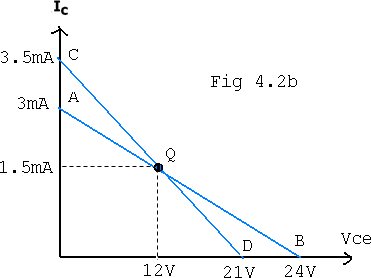 Ic
3.5mA C
Fig 4.2b
3mA A
Q
1.5mA
B Vce
D
12V 21V 24V